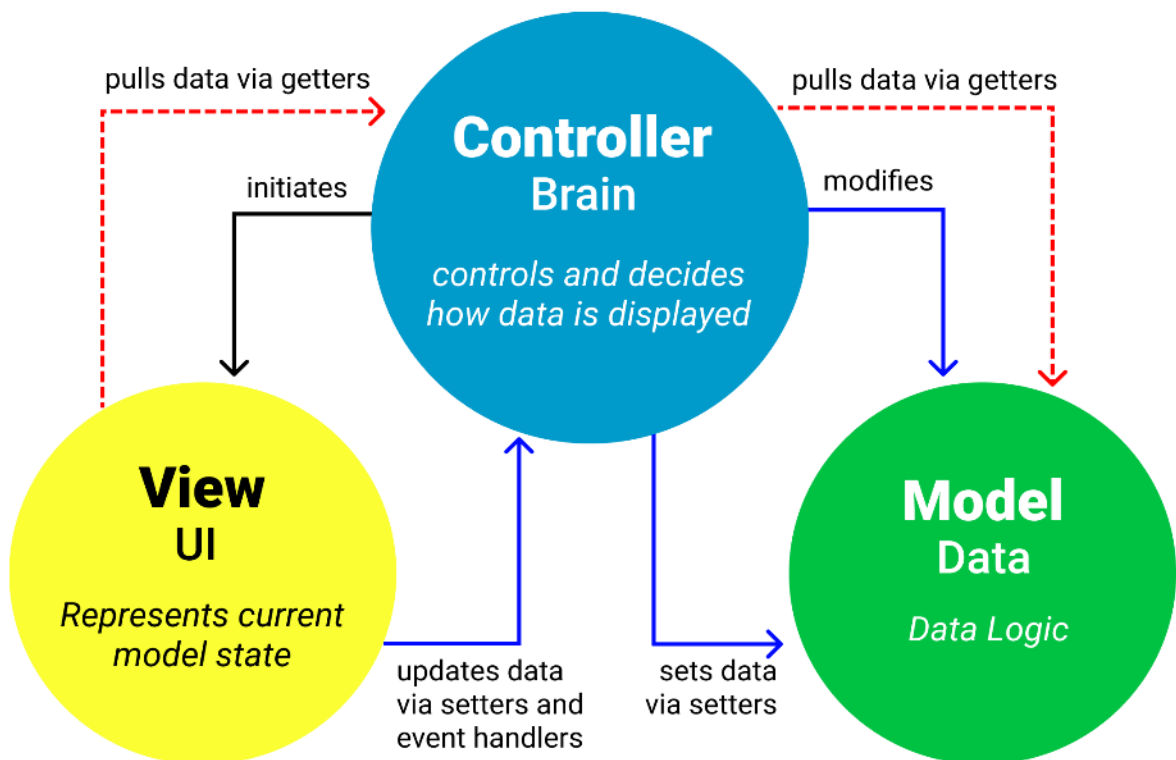 pulls data via getters
pulls data via getters
Controller
Brain
controls and decides
how data is displayed
initiates
modifies
View
UI
Represents current
model state
Model
Data
Data Logic
updates data
via setters and
event handlers
sets data
via setters